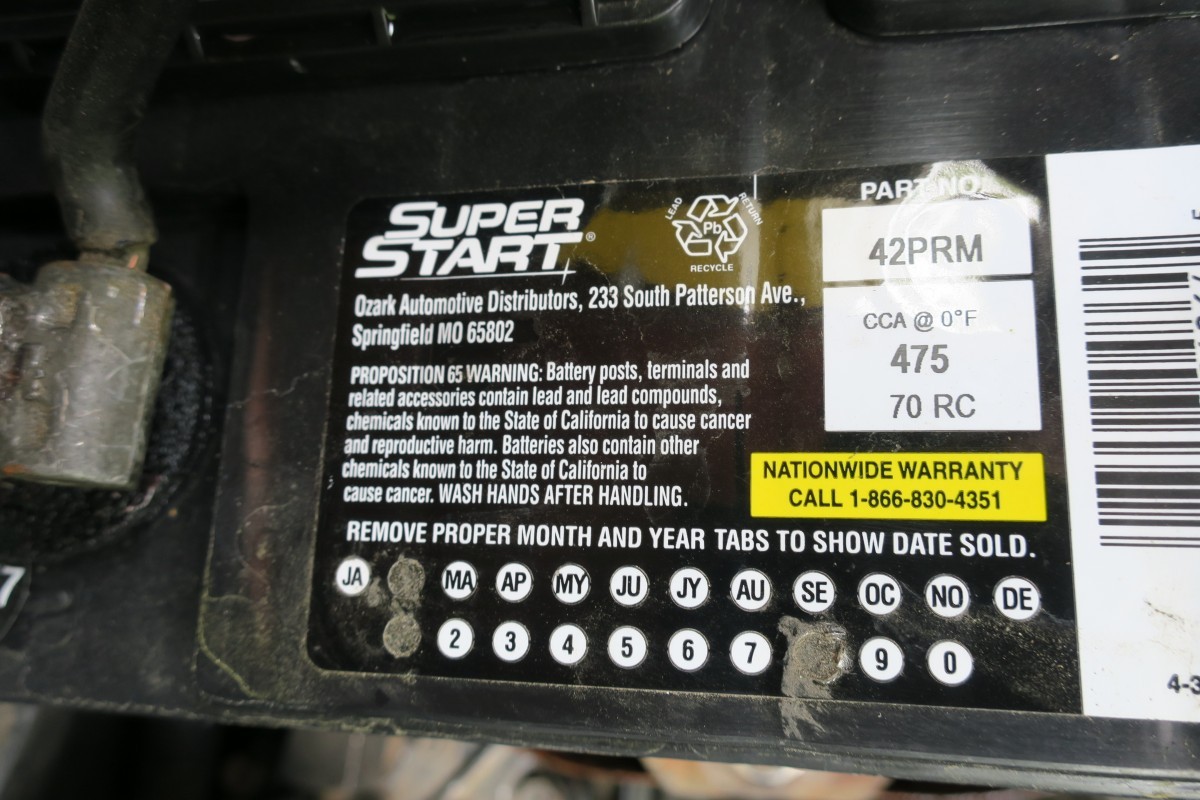 SUPER
START®
LEAD RETURN
Pb
RECYCLE
PART NO.
42PRM
CCA @ 0°F
475
70 RC
Ozark Automotive Distributors, 233 South Patterson Ave.,
Springfield MO 65802
PROPOSITION 65 WARNING: Battery posts, terminals and
related accessories contain lead and lead compounds,
chemicals known to the State of California to cause cancer
and reproductive harm. Batteries also contain other
chemicals known to the State of California to
cause cancer. WASH HANDS AFTER HANDLING.
NATIONWIDE WARRANTY
CALL 1-866-830-4351
REMOVE PROPER MONTH AND YEAR TABS TO SHOW DATE SOLD.
JA MA AP MY JU JY AU SE OC NO DE
2 3 4 5 6 7 9 0
7
4-3